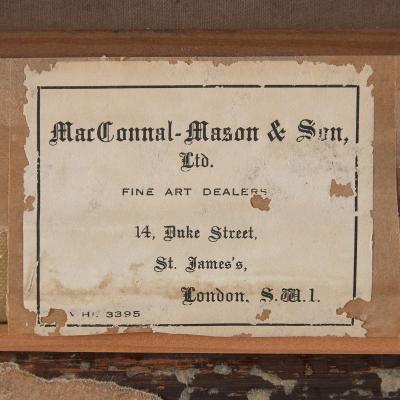 MacConnal-Mason & Son,
Ltd.
FINE ART DEALERS
14, Duke Street,
St. James's,
London, S.W.1.
3395